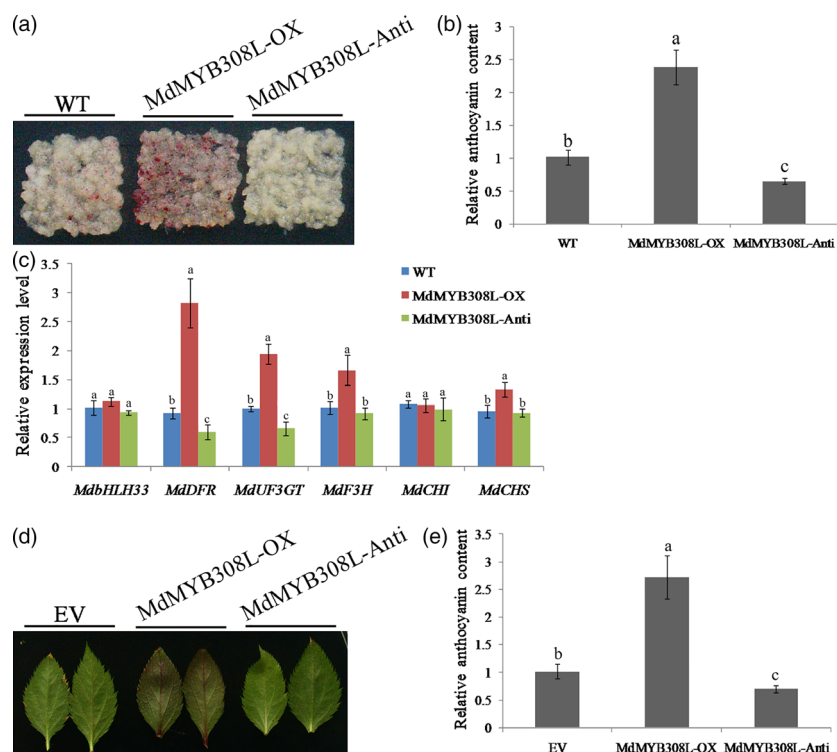 (a)
WT
MdMYB308L-OX
MdMYB308L-Anti
(b)
Relative anthocyanin content
3
2.5
2
1.5
1
0.5
0
b
a
c
WT MdMYB308L-OX MdMYB308L-Anti
(c)
Relative expression level
3.5
3
2.5
2
1.5
1
0.5
0
WT
MdMYB308L-OX
MdMYB308L-Anti
a a a
b a c
b a c
b a b
a a a
b a b
MdbHLH33 MdDFR MdUF3GT MdF3H MdCHI MdCHS
(d)
EV
MdMYB308L-OX
MdMYB308L-Anti
(e)
Relative anthocyanin content
3.5
3
2.5
2
1.5
1
0.5
0
b
a
c
EV MdMYB308L-OX MdMYB308L-Anti